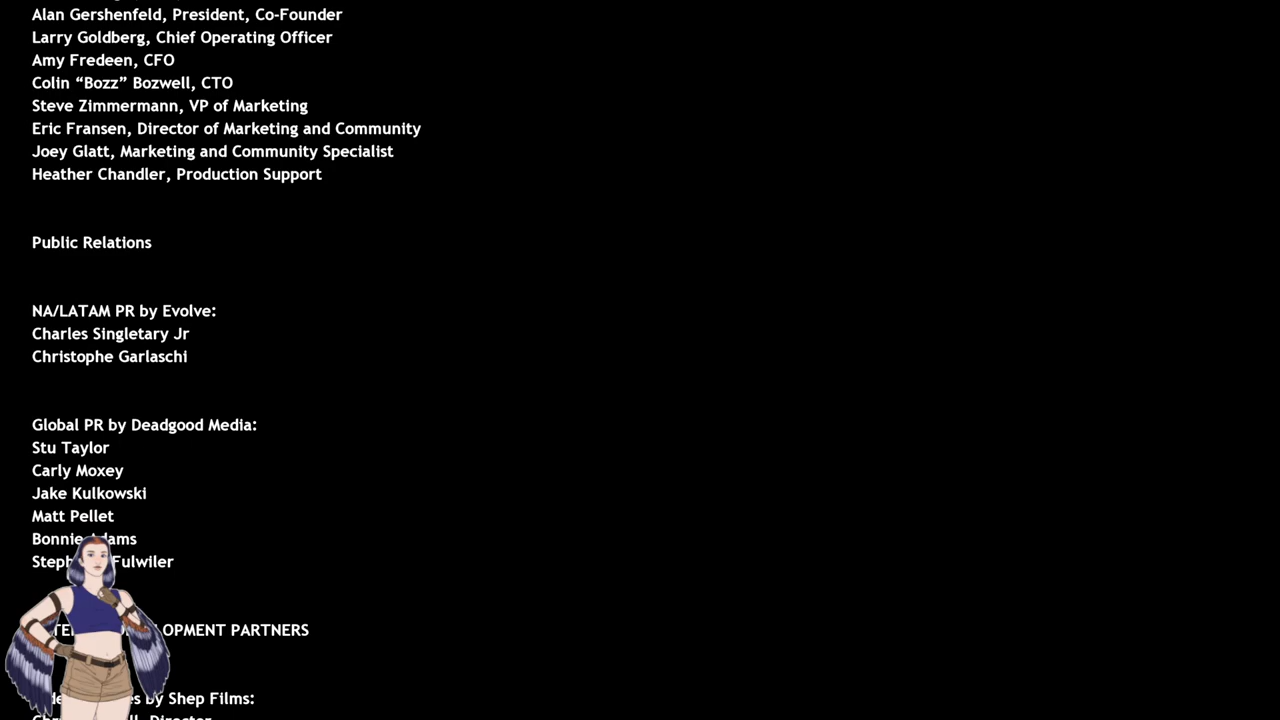 Alan Gershenfeld, President, Co-Founder
Larry Goldberg, Chief Operating Officer
Amy Fredeen, CFO
Colin “Bozz” Bozwell, CTO
Steve Zimmermann, VP of Marketing
Eric Fransen, Director of Marketing and Community
Joey Glatt, Marketing and Community Specialist
Heather Chandler, Production Support
Public Relations
NA/LATAM PR by Evolve:
Charles Singletary Jr
Christophe Garlaschi
Global PR by Deadgood Media:
Stu Taylor
Carly Moxey
Jake Kulkowski
Matt Pellet
Bonnie Adams
Fulwiler
PARTNERS
by Shep Films:
Director